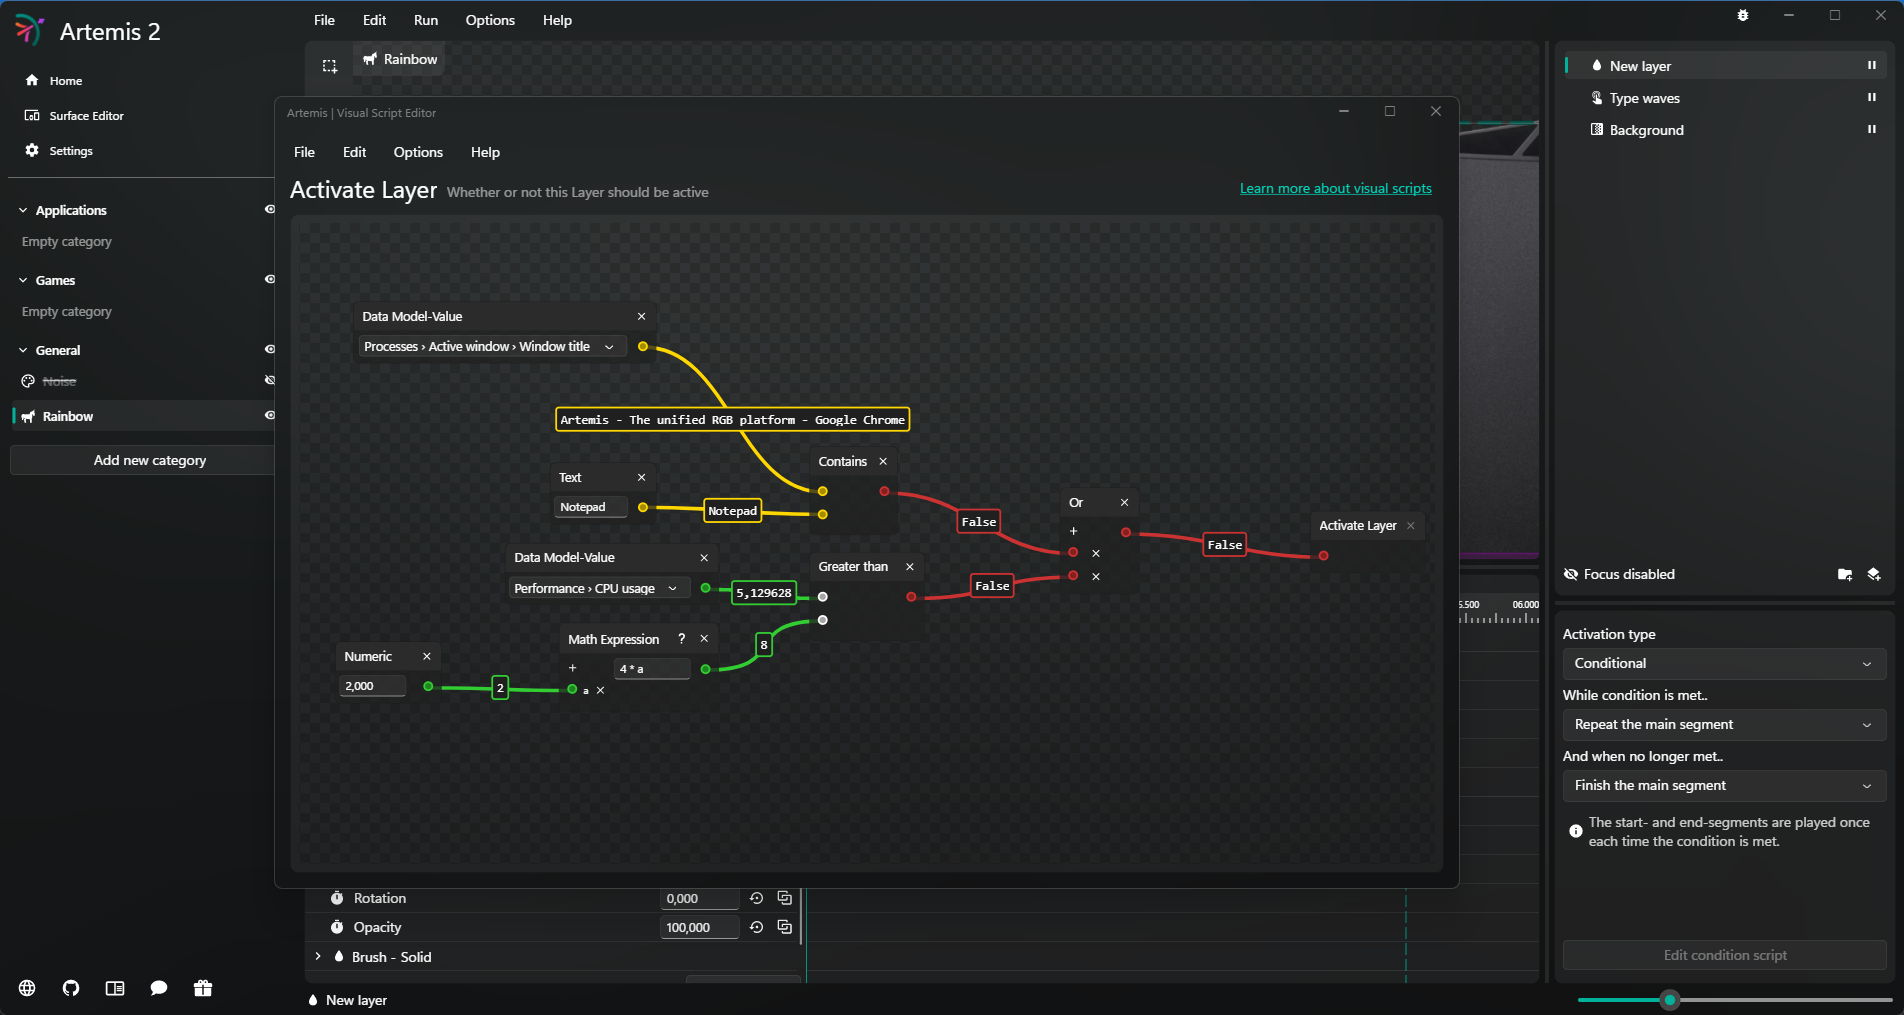 Artemis 2
File Edit Run Options Help
Home
Surface Editor
Settings
Applications
Empty category
Games
Empty category
General
Noise
Rainbow
Add new category
Rainbow
Artemis | Visual Script Editor
File Edit Options Help
Activate Layer Whether or not this Layer should be active
Learn more about visual scripts
Data Model-Value
Processes › Active window › Window title
Artemis - The unified RGB platform - Google Chrome
Text
Notepad
Notepad
Contains
False
Data Model-Value
Performance › CPU usage
5,129628
Greater than
False
Math Expression ?
4 * a
a
8
Numeric
2,000
2
Or
+
False
Activate Layer
Rotation 0,000
Opacity 100,000
Brush - Solid
New layer
New layer
Type waves
Background
Focus disabled
5.500 06.000
Activation type
Conditional
While condition is met..
Repeat the main segment
And when no longer met..
Finish the main segment
The start- and end-segments are played once
each time the condition is met.
Edit condition script